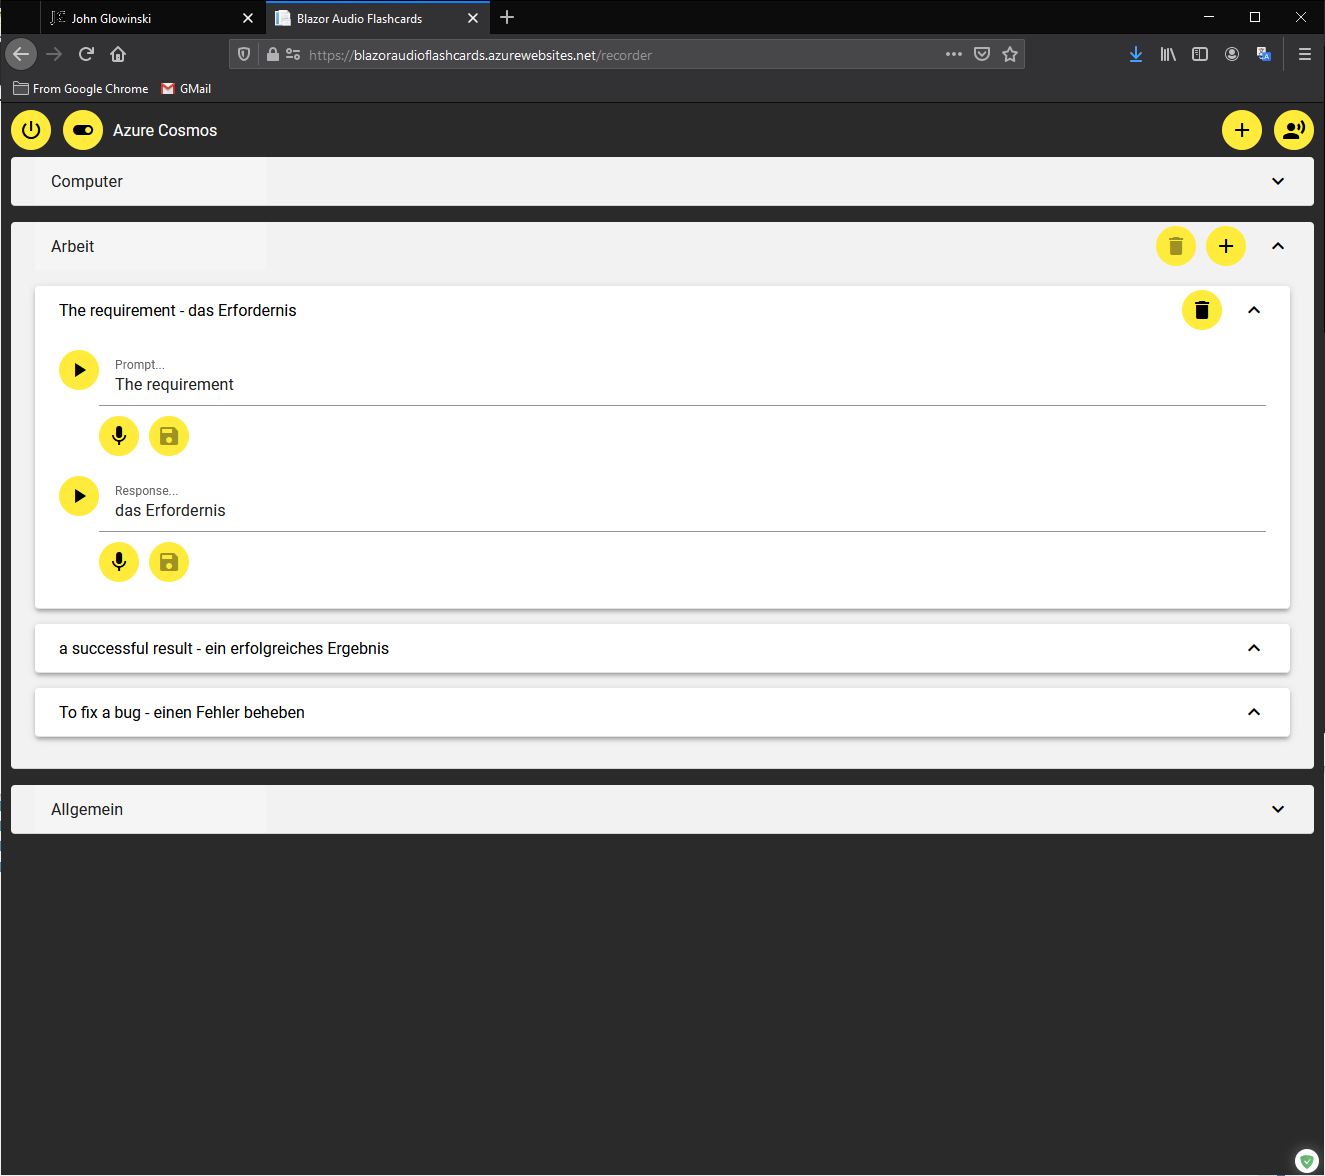 John Glowinski
Blazor Audio Flashcards
https://blazoraudioflashcards.azurewebsites.net/recorder
From Google Chrome
GMail
Azure Cosmos
Computer
Arbeit
The requirement - das Erfordernis
Prompt...
The requirement
Response...
das Erfordernis
a successful result - ein erfolgreiches Ergebnis
To fix a bug - einen Fehler beheben
Allgemein